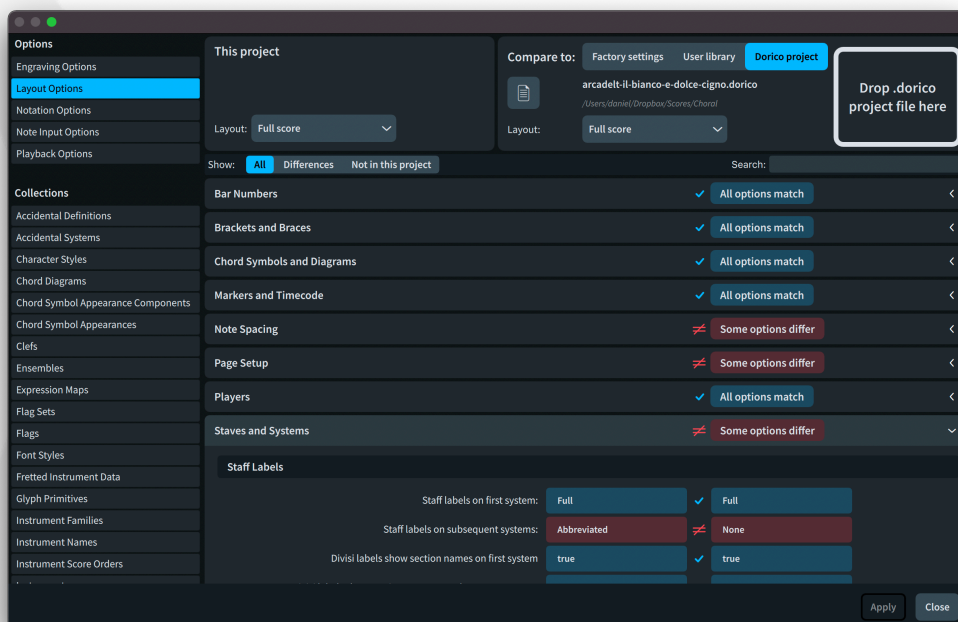 Options
Engraving Options
Layout Options
Notation Options
Note Input Options
Playback Options
Collections
Accidental Definitions
Accidental Systems
Character Styles
Chord Diagrams
Chord Symbol Appearance Components
Chord Symbol Appearances
Clefs
Ensembles
Expression Maps
Flag Sets
Flags
Font Styles
Fretted Instrument Data
Glyph Primitives
Instrument Families
Instrument Names
Instrument Score Orders
This project
Layout: Full score
Compare to: Factory settings User library Dorico project
arcadelt-il-bianco-e-dolce-cigno.dorico
/Users/daniel/Dropbox/Scores/Choral
Layout: Full score
Drop .dorico
project file here
Show: All Differences Not in this project Search:
Bar Numbers All options match
Brackets and Braces All options match
Chord Symbols and Diagrams All options match
Markers and Timecode All options match
Note Spacing ≠ Some options differ
Page Setup ≠ Some options differ
Players All options match
Staves and Systems ≠ Some options differ
Staff Labels
Staff labels on first system: Full Full
Staff labels on subsequent systems: Abbreviated ≠ None
Divisi labels show section names on first system true true
Apply Close